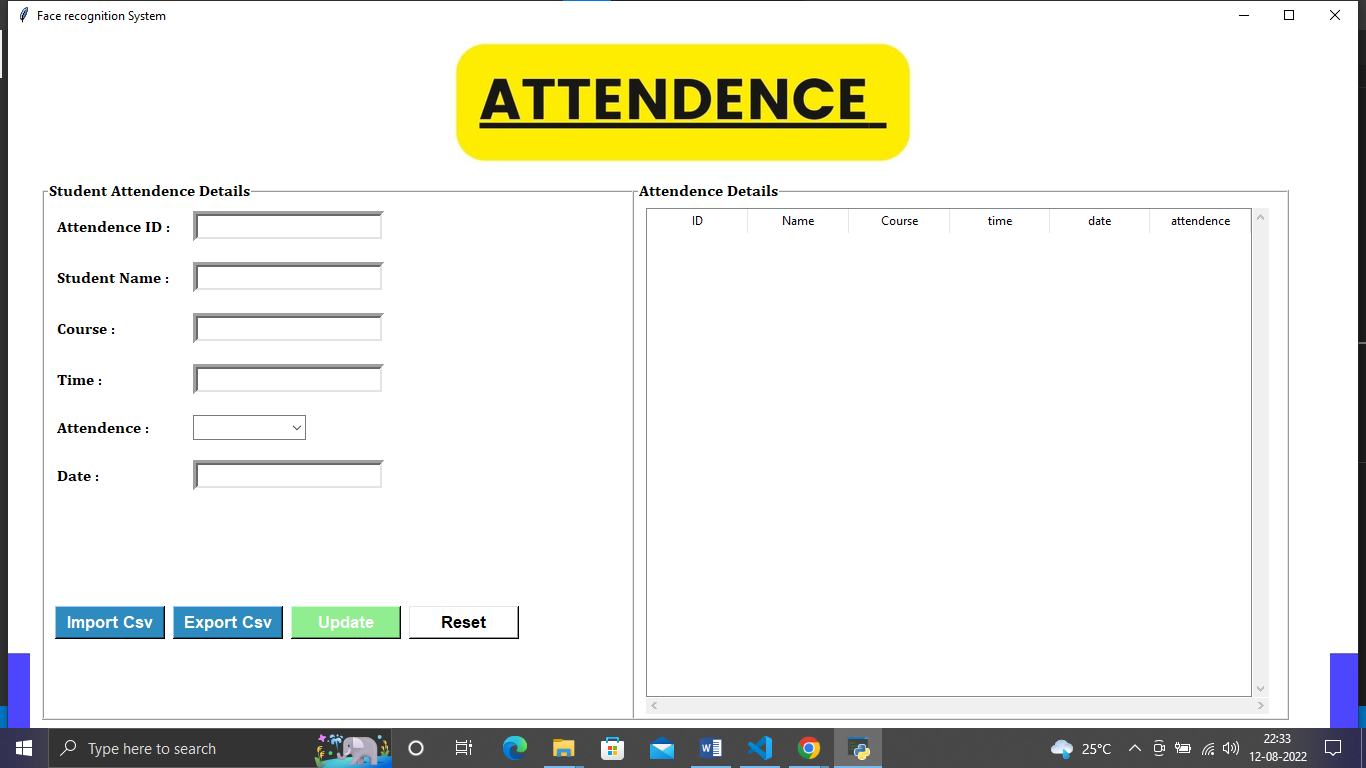 Face recognition System
ATTENDENCE
Student Attendence Details
Attendence ID :
Student Name :
Course :
Time :
Attendence :
Date :
Import Csv Export Csv Update Reset
Attendence Details
ID Name Course time date attendence
Type here to search
25°C
22:33
12-08-2022